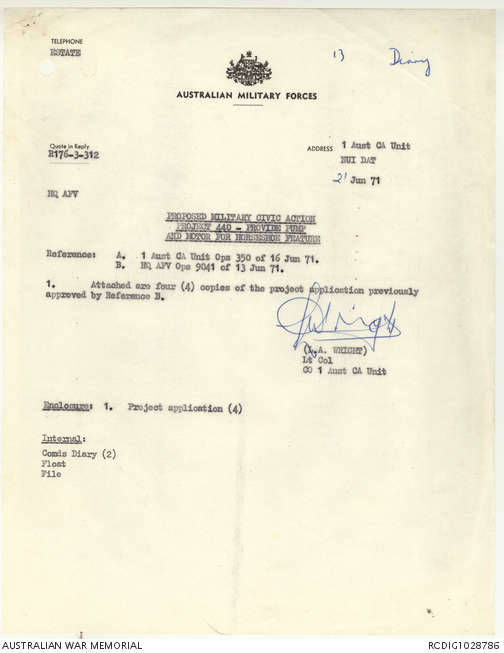 TELEPHONE
ESTATE
13 Diary
AUSTRALIAN MILITARY FORCES
Quote in Reply
R176-3-312
ADDRESS 1 Aust CA Unit
NUI DAT
21 Jun 71
HQ AFV
PROPOSED MILITARY CIVIC ACTION
PROJECT 440 - PROVIDE PUMP
AND MOTOR FOR HORSESHOE FEATURE
Reference: A. 1 Aust CA Unit Ops 350 of 16 Jun 71.
B. HQ AFV Ops 9041 of 13 Jun 71.
1. Attached are four (4) copies of the project application previously
approved by Reference B.
(L.A. WRIGHT)
Lt Col
CO 1 Aust CA Unit
Enclosure: 1. Project application (4)
Internal:
Comds Diary (2)
Float
File
AUSTRALIAN WAR MEMORIAL
RCDIG1028786